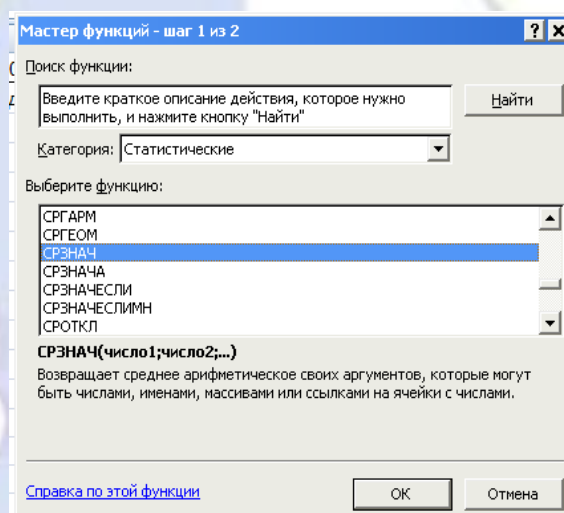 Мастер функций - шаг 1 из 2
Поиск функции:
Введите краткое описание действия, которое нужно
выполнить, и нажмите кнопку "Найти"
Найти
Категория: Статистические
Выберите функцию:
СРГАРМ
СРГЕОМ
СРЗНАЧ
СРЗНАЧА
СРЗНАЧЕСЛИ
СРЗНАЧЕСЛИМН
СРОТКЛ
СРЗНАЧ(число1;число2;...)
Возвращает среднее арифметическое своих аргументов, которые могут
быть числами, именами, массивами или ссылками на ячейки с числами.
Справка по этой функции
ОК
Отмена